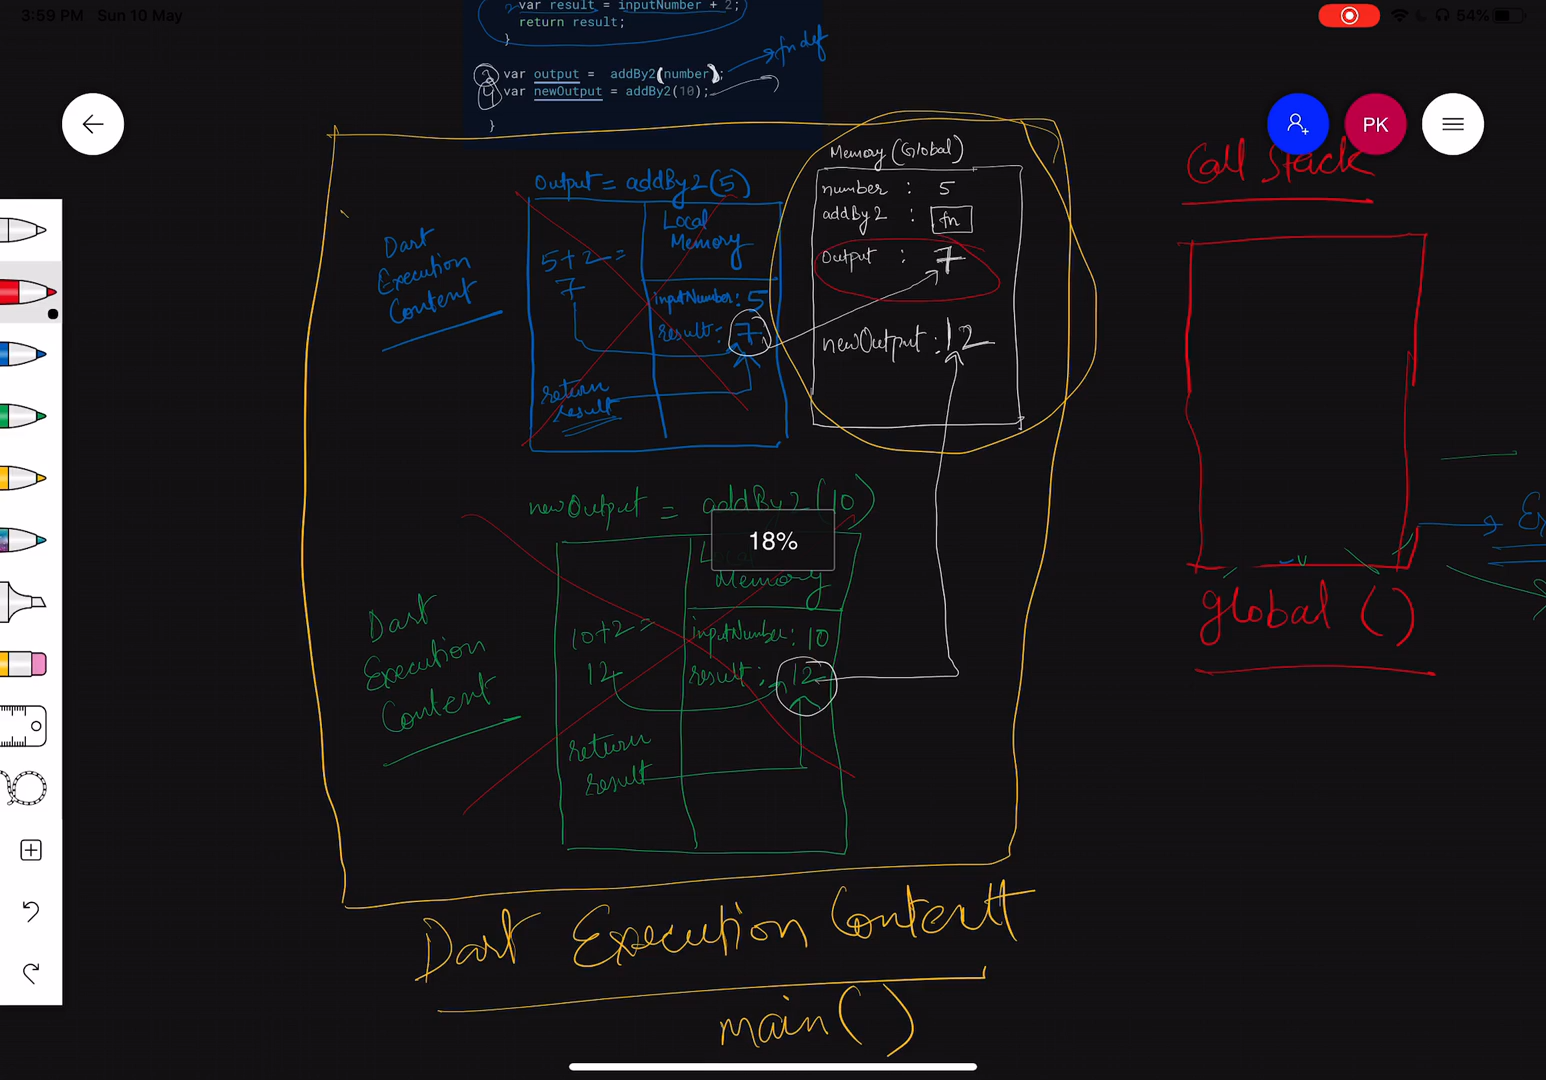 3:59 PM Sun 10 May
54%
var result = inputNumber + 2;
return result;
}
3 var output = addBy2(number);
4 var newOutput = addBy2(10);
}
fn def
PK
Call Stack
Output = addBy2(5)
Dart
Execution
Content
5+2=
7
return
result
Local
Memory
inputNumber: 5
result: 7
Memory (Global)
number : 5
addBy2 : fn
Output : 7
newOutput : 12
newOutput = addBy2(10)
18%
Dart
Execution
Content
10+2=
12
return
result
Memory
inputNumber: 10
result: 12
global ()
Dart Execution Contentt
main()